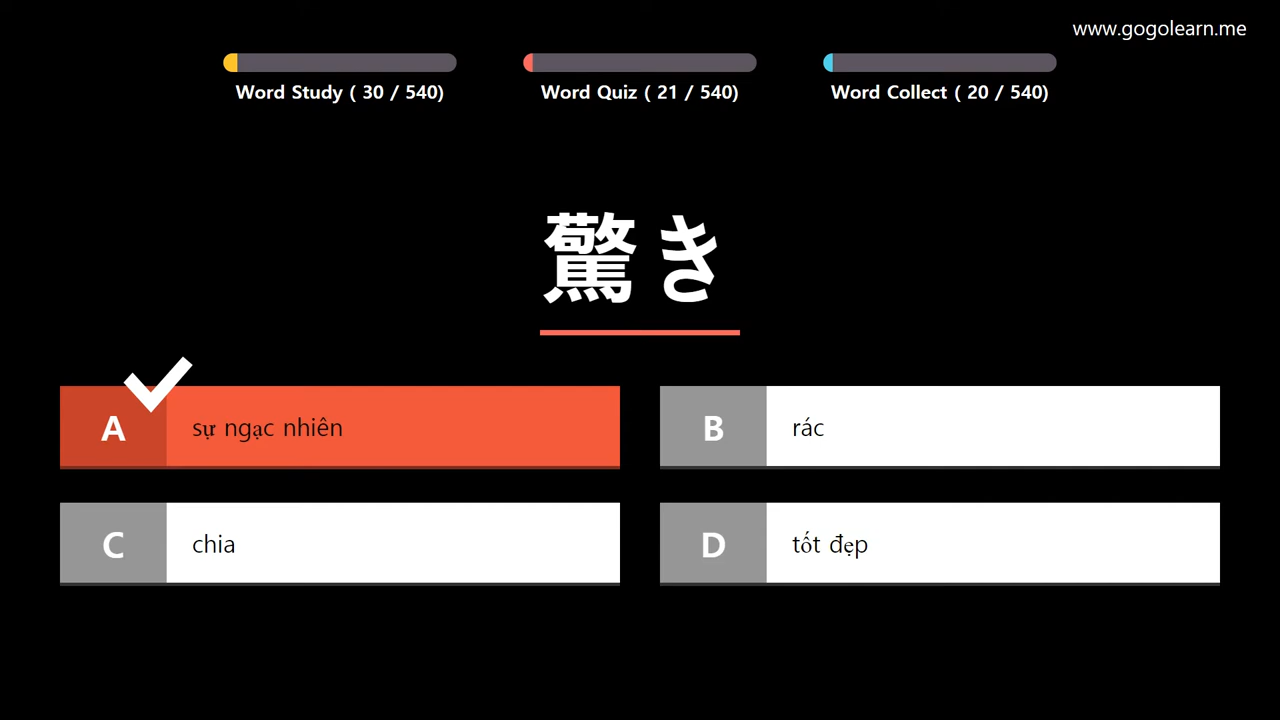 www.gogolearn.me
Word Study ( 30 / 540)
Word Quiz ( 21 / 540)
Word Collect ( 20 / 540)
驚き
A sự ngạc nhiên
B rác
C chia
D tốt đẹp